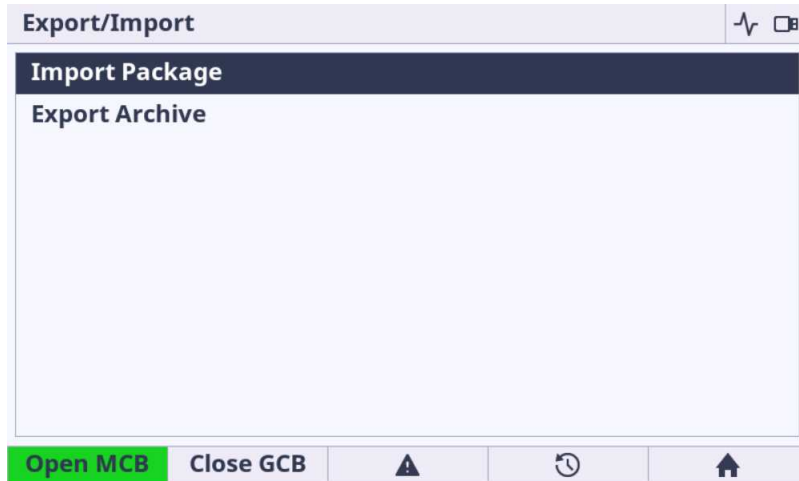 Export/Import
Import Package
Export Archive
Open MCB Close GCB